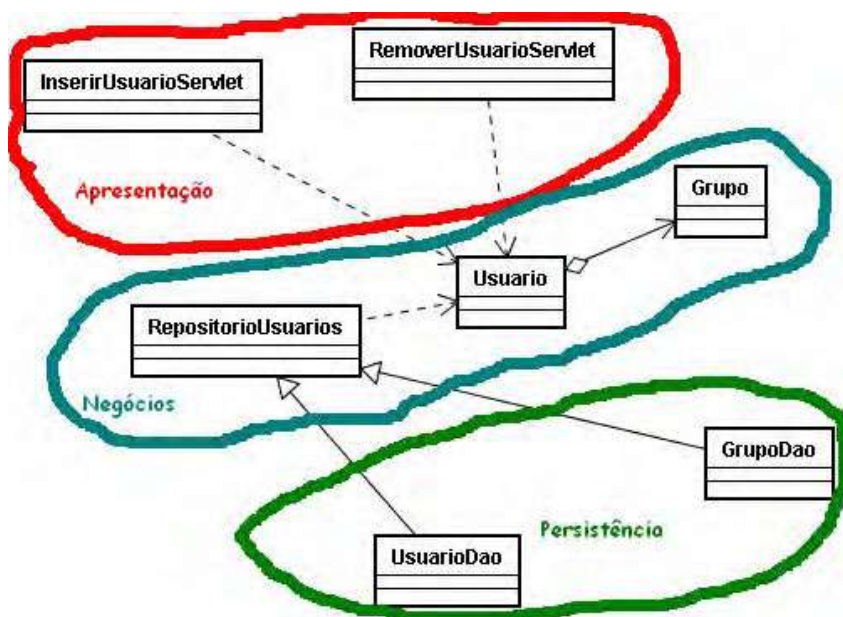 RemoverUsuarioServlet
InserirUsuarioServlet
Apresentação
Grupo
Usuario
RepositorioUsuarios
Negócios
GrupoDao
Persistência
UsuarioDao